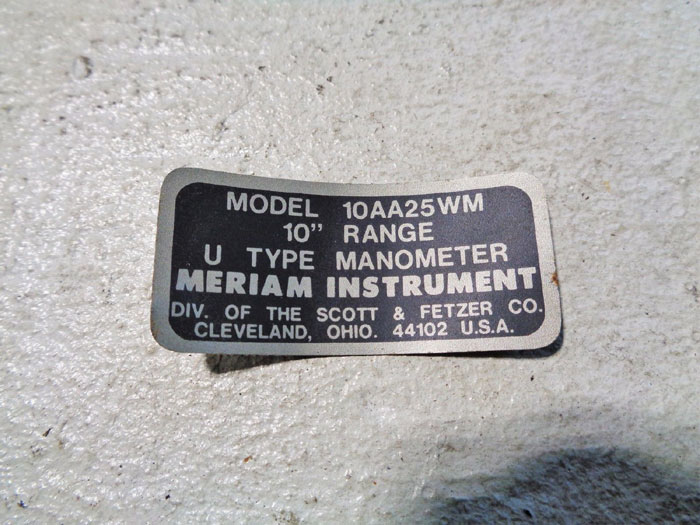 MODEL 10AA25WM
10” RANGE
U TYPE MANOMETER
MERIAM INSTRUMENT
DIV. OF THE SCOTT & FETZER CO.
CLEVELAND, OHIO. 44102 U.S.A.